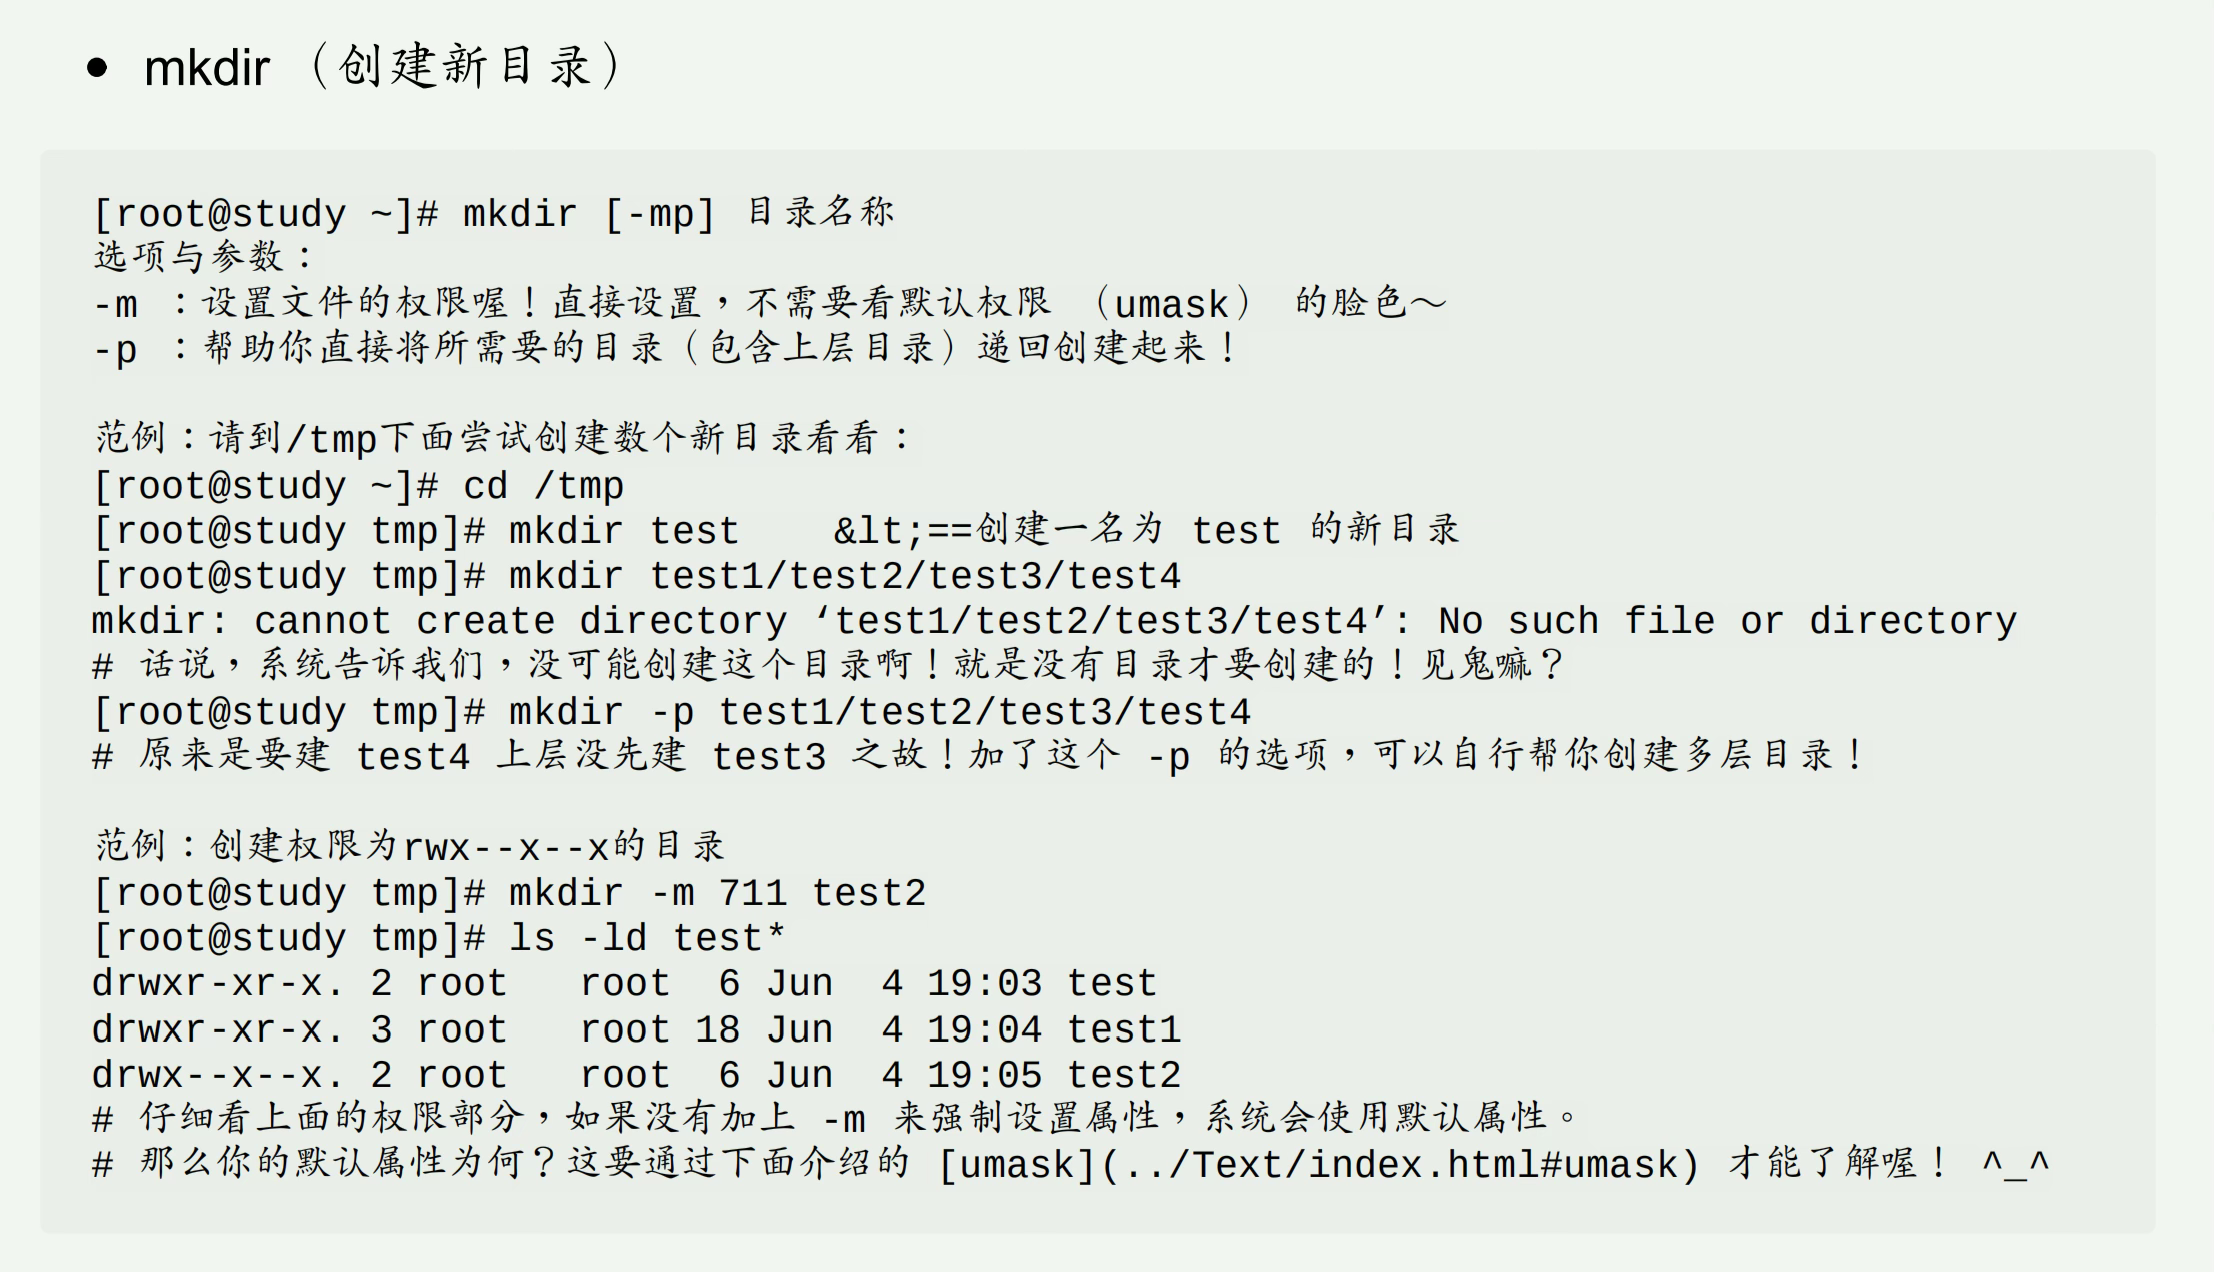 • mkdir （创建新目录）
[root@study ~]# mkdir [-mp] 目录名称
选项与参数：
-m ：设置文件的权限喔！直接设置，不需要看默认权限 （umask） 的脸色～
-p ：帮助你直接将所需要的目录（包含上层目录）递回创建起来！
范例：请到/tmp下面尝试创建数个新目录看看：
[root@study ~]# cd /tmp
[root@study tmp]# mkdir test    &lt;==创建一名为 test 的新目录
[root@study tmp]# mkdir test1/test2/test3/test4
mkdir: cannot create directory ‘test1/test2/test3/test4’: No such file or directory
# 话说，系统告诉我们，没可能创建这个目录啊！就是没有目录才要创建的！见鬼嘛？
[root@study tmp]# mkdir -p test1/test2/test3/test4
# 原来是要建 test4 上层没先建 test3 之故！加了这个 -p 的选项，可以自行帮你创建多层目录！
范例：创建权限为rwx--x--x的目录
[root@study tmp]# mkdir -m 711 test2
[root@study tmp]# ls -ld test*
drwxr-xr-x. 2 root   root  6 Jun  4 19:03 test
drwxr-xr-x. 3 root   root 18 Jun  4 19:04 test1
drwx--x--x. 2 root   root  6 Jun  4 19:05 test2
# 仔细看上面的权限部分，如果没有加上 -m 来强制设置属性，系统会使用默认属性。
# 那么你的默认属性为何？这要通过下面介绍的 [umask](../Text/index.html#umask) 才能了解喔！ ^_^